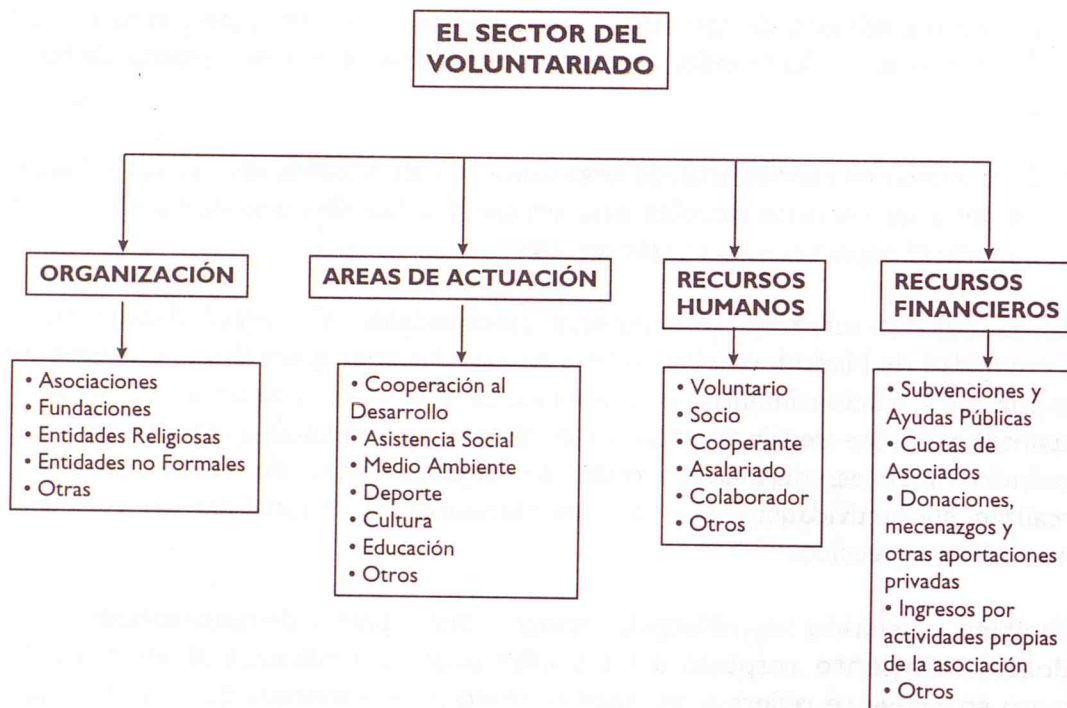 EL SECTOR DEL
VOLUNTARIADO
ORGANIZACIÓN
• Asociaciones
• Fundaciones
• Entidades Religiosas
• Entidades no Formales
• Otras
AREAS DE ACTUACIÓN
• Cooperación al
Desarrollo
• Asistencia Social
• Medio Ambiente
• Deporte
• Cultura
• Educación
• Otros
RECURSOS
HUMANOS
• Voluntario
• Socio
• Cooperante
• Asalariado
• Colaborador
• Otros
RECURSOS
FINANCIEROS
• Subvenciones y
Ayudas Públicas
• Cuotas de
Asociados
• Donaciones,
mecenazgos y
otras aportaciones
privadas
• Ingresos por
actividades propias
de la asociación
• Otros